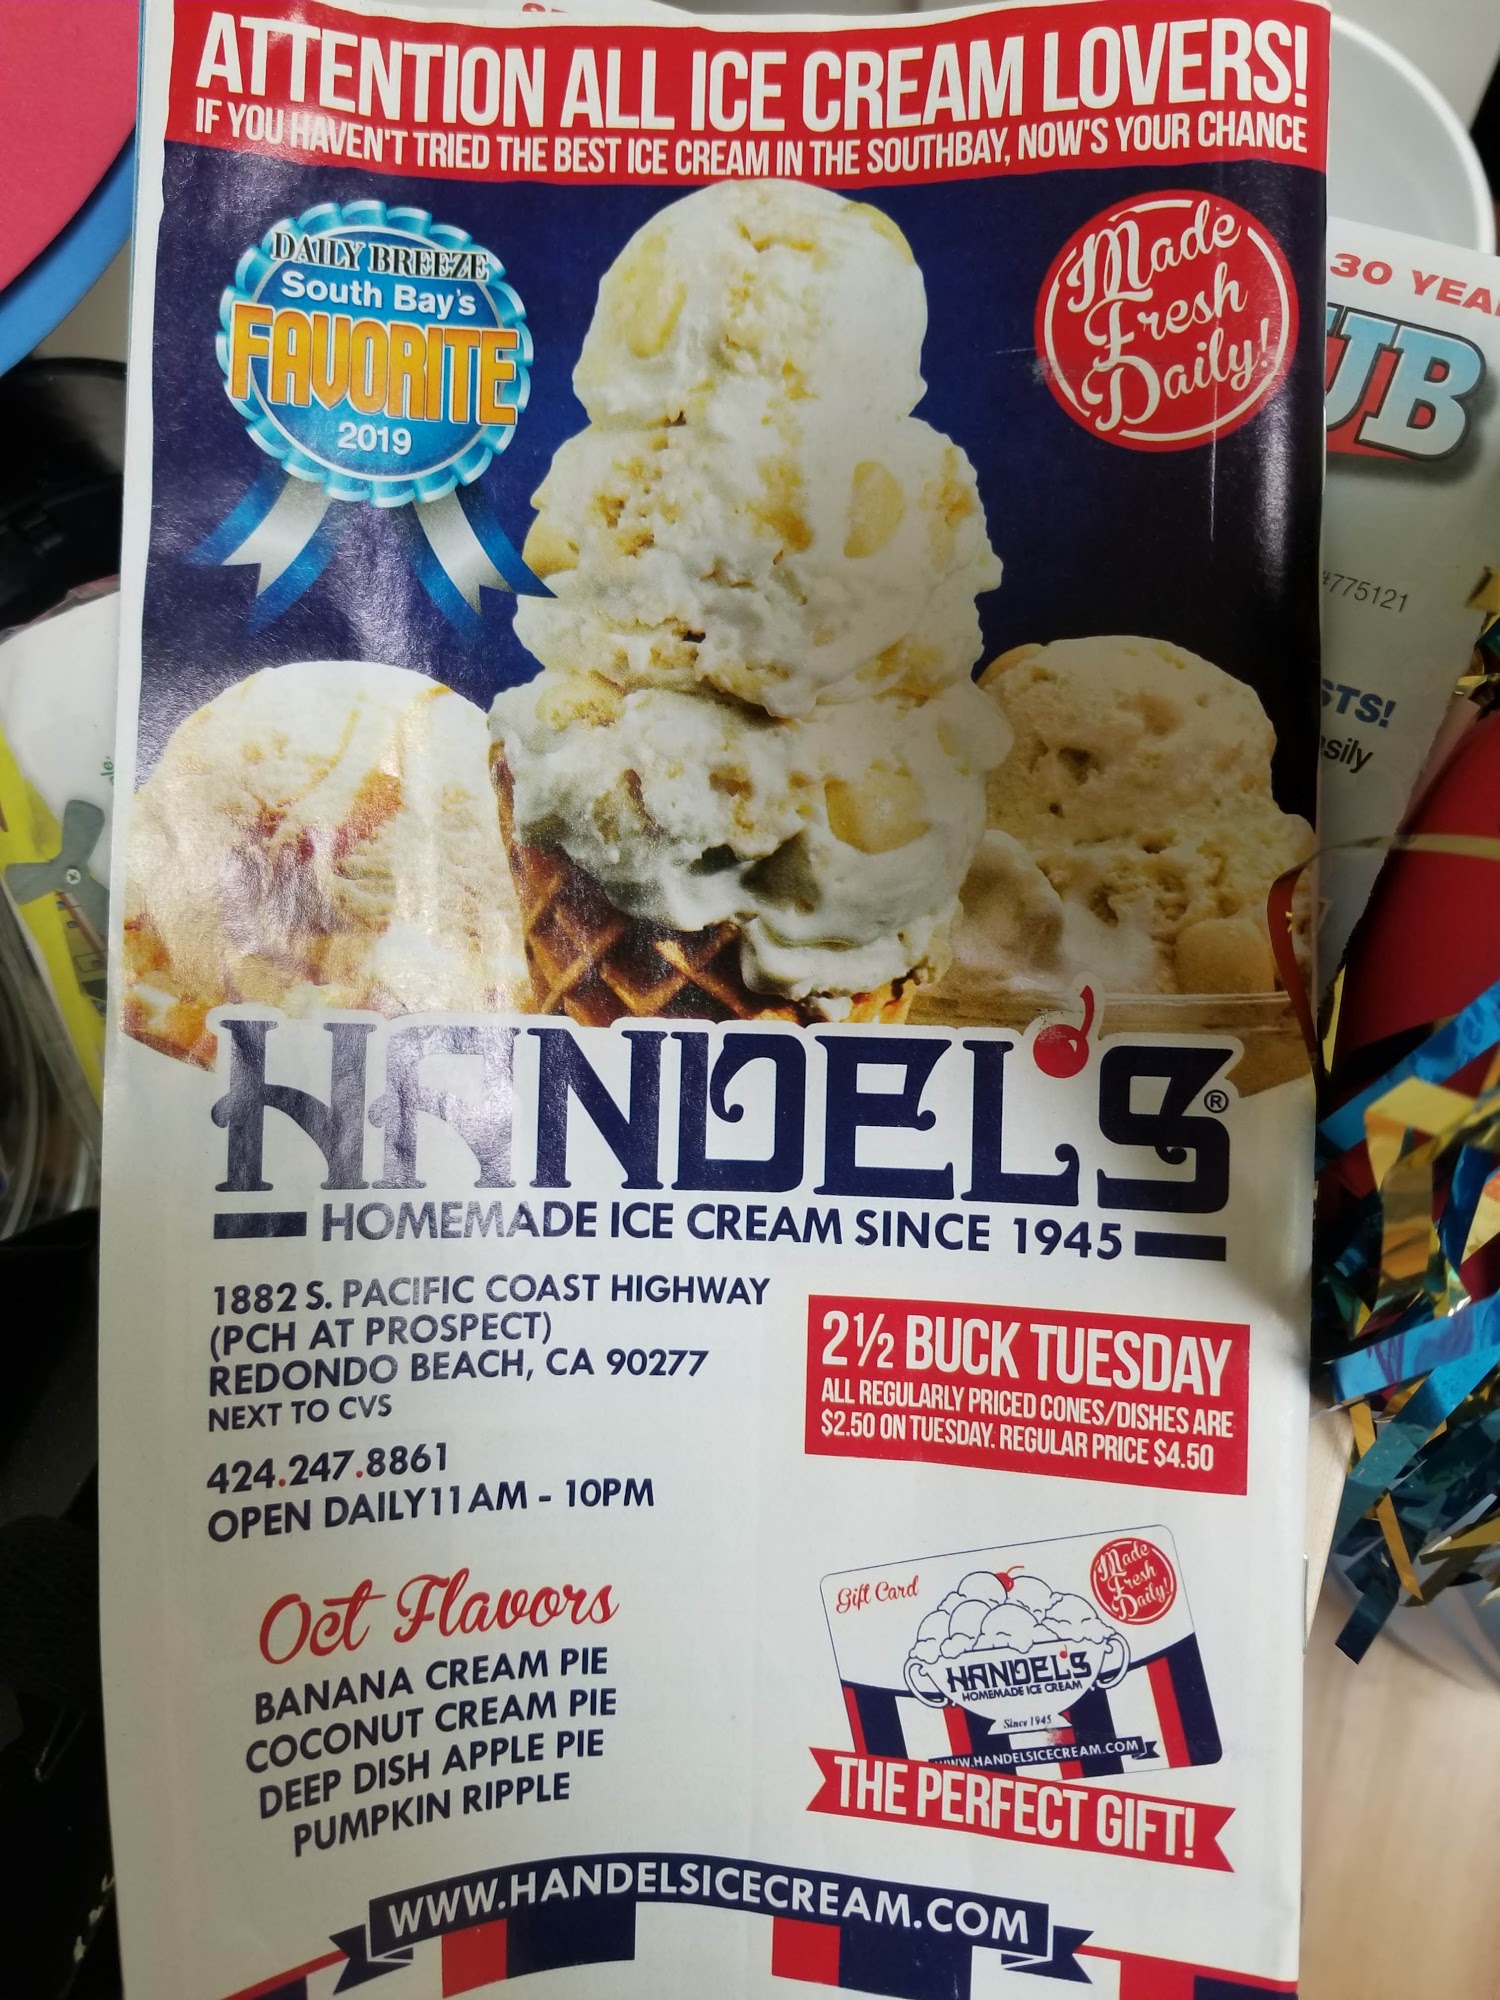 ATTENTION ALL ICE CREAM LOVERS!
IF YOU HAVEN'T TRIED THE BEST ICE CREAM IN THE SOUTHBAY, NOW'S YOUR CHANCE
DAILY BREEZE
South Bay's
FAVORITE
2019
Made
Fresh
Daily!
30
UB
#775121
HANDEL'S®
HOMEMADE ICE CREAM SINCE 1945
1882 S. PACIFIC COAST HIGHWAY
(PCH AT PROSPECT)
REDONDO BEACH, CA 90277
NEXT TO CVS
424.247.8861
OPEN DAILY 11AM - 10PM
2½ BUCK TUESDAY
ALL REGULARLY PRICED CONES/DISHES ARE
$2.50 ON TUESDAY. REGULAR PRICE $4.50
Oct Flavors
BANANA CREAM PIE
COCONUT CREAM PIE
DEEP DISH APPLE PIE
PUMPKIN RIPPLE
Gift Card
Made
Fresh
Daily!
HANDEL'S
HOMEMADE ICE CREAM
Since 1945
WWW.HANDELSICECREAM.COM
THE PERFECT GIFT!
WWW.HANDELSICECREAM.COM